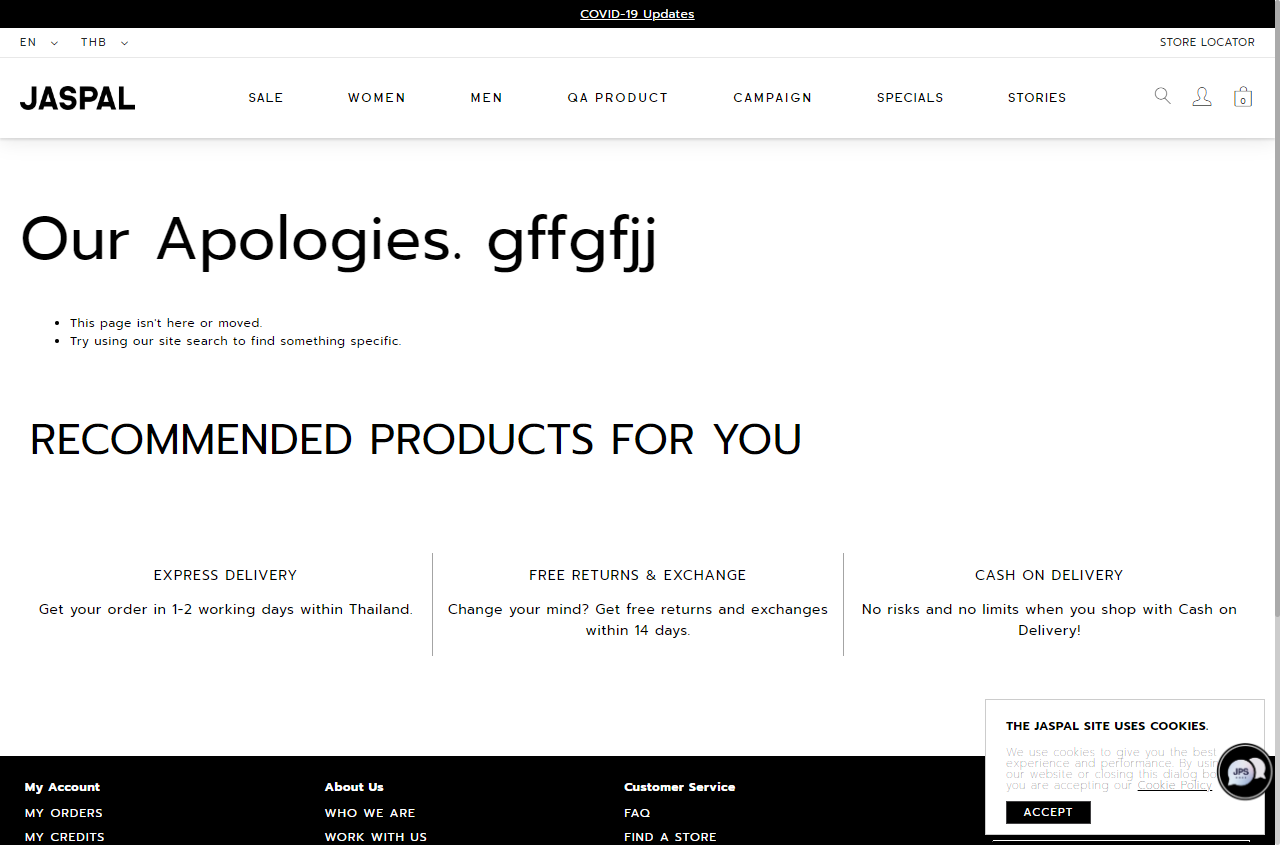 COVID-19 Updates
EN THB STORE LOCATOR
JASPAL SALE WOMEN MEN QA PRODUCT CAMPAIGN SPECIALS STORIES 0
Our Apologies. gffgfjj
This page isn't here or moved.
Try using our site search to find something specific.
RECOMMENDED PRODUCTS FOR YOU
EXPRESS DELIVERY
Get your order in 1-2 working days within Thailand.
FREE RETURNS & EXCHANGE
Change your mind? Get free returns and exchanges
within 14 days.
CASH ON DELIVERY
No risks and no limits when you shop with Cash on
Delivery!
THE JASPAL SITE USES COOKIES.
We use cookies to give you the best
experience and performance. By
our website or closing this dialog
you are accepting our Cookie Policy
ACCEPT
JPS
My Account
MY ORDERS
MY CREDITS
About Us
WHO WE ARE
WORK WITH US
Customer Service
FAQ
FIND A STORE